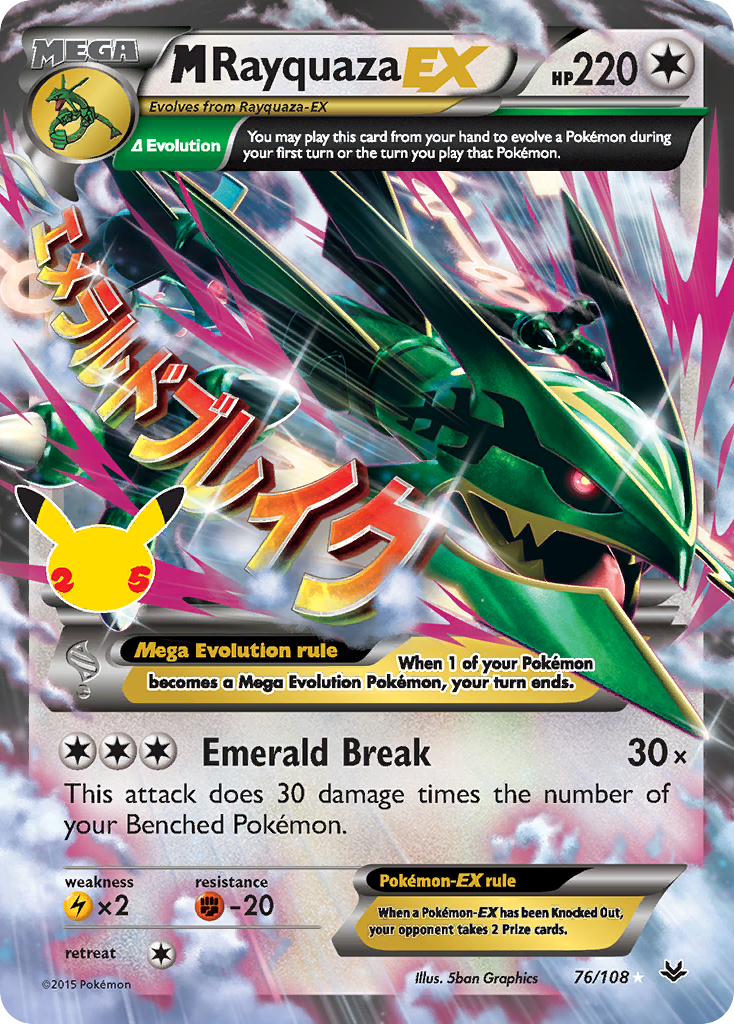 MEGA
M Rayquaza EX
HP 220
Evolves from Rayquaza-EX
Δ Evolution
You may play this card from your hand to evolve a Pokémon during
your first turn or the turn you play that Pokémon.
エメラルドブレイク
25
Mega Evolution rule
When 1 of your Pokémon
becomes a Mega Evolution Pokémon, your turn ends.
Emerald Break 30×
This attack does 30 damage times the number of
your Benched Pokémon.
weakness resistance
×2 -20
retreat
Pokémon-EX rule
When a Pokémon-EX has been Knocked Out,
your opponent takes 2 Prize cards.
©2015 Pokémon Illus. 5ban Graphics 76/108